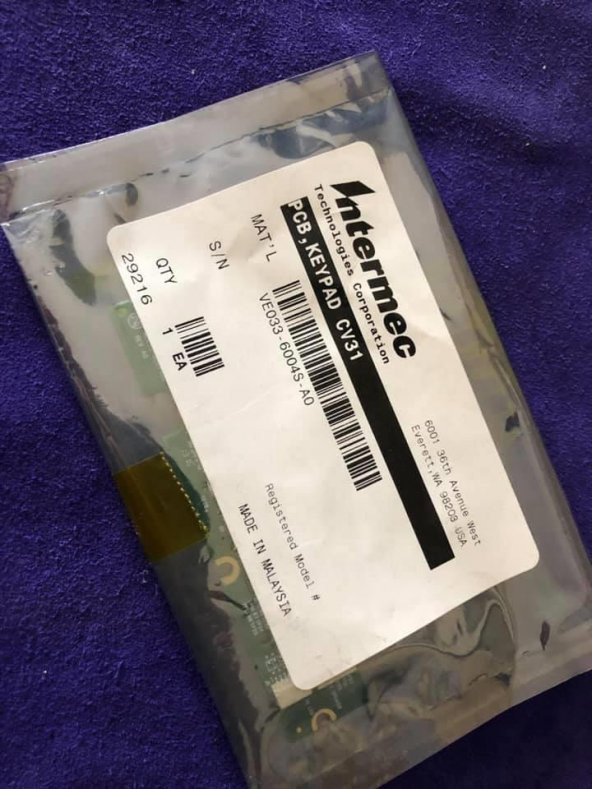 Intermec
Technologies Corporation
6001 36th Avenue West
Everett, WA 98203 USA
PCB, KEYPAD CV31
MAT'L
VE033-6004S-A0
S/N
QTY
1 EA
29216
Registered Model #
MADE IN MALAYSIA